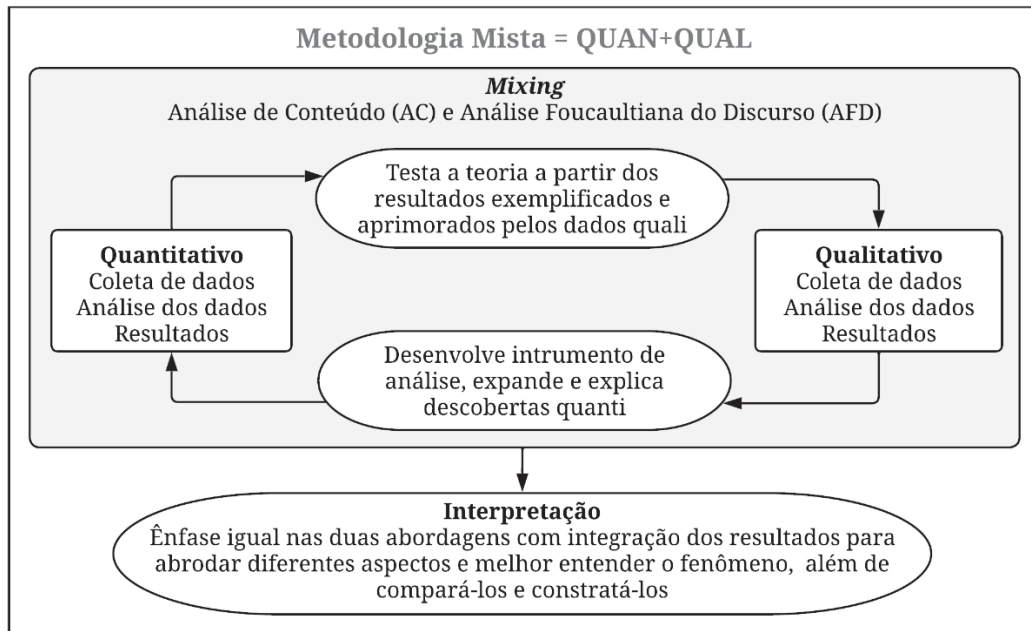 Metodologia Mista = QUAN+QUAL
Mixing
Análise de Conteúdo (AC) e Análise Foucaultiana do Discurso (AFD)
Testa a teoria a partir dos
resultados exemplificados e
aprimorados pelos dados quali
Quantitativo
Coleta de dados
Análise dos dados
Resultados
Qualitativo
Coleta de dados
Análise dos dados
Resultados
Desenvolve intrumento de
análise, expande e explica
descobertas quanti
Interpretação
Ênfase igual nas duas abordagens com integração dos resultados para
abrodar diferentes aspectos e melhor entender o fenômeno, além de
compará-los e constratá-los